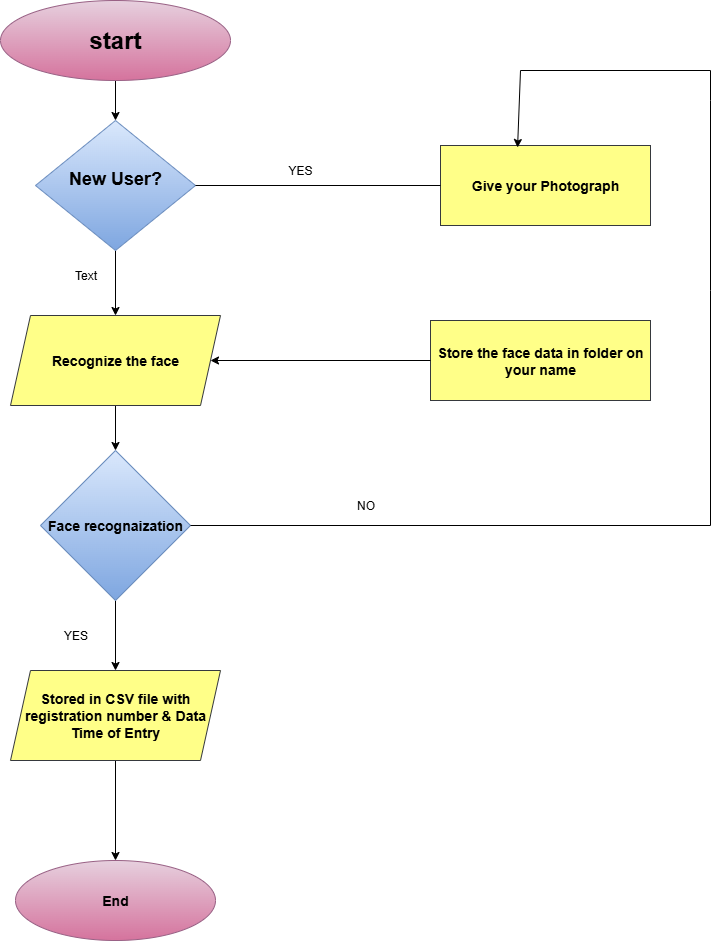 start
New User?
YES
Give your Photograph
Text
Recognize the face
Store the face data in folder on
your name
Face recognaization
NO
YES
Stored in CSV file with
registration number & Data
Time of Entry
End